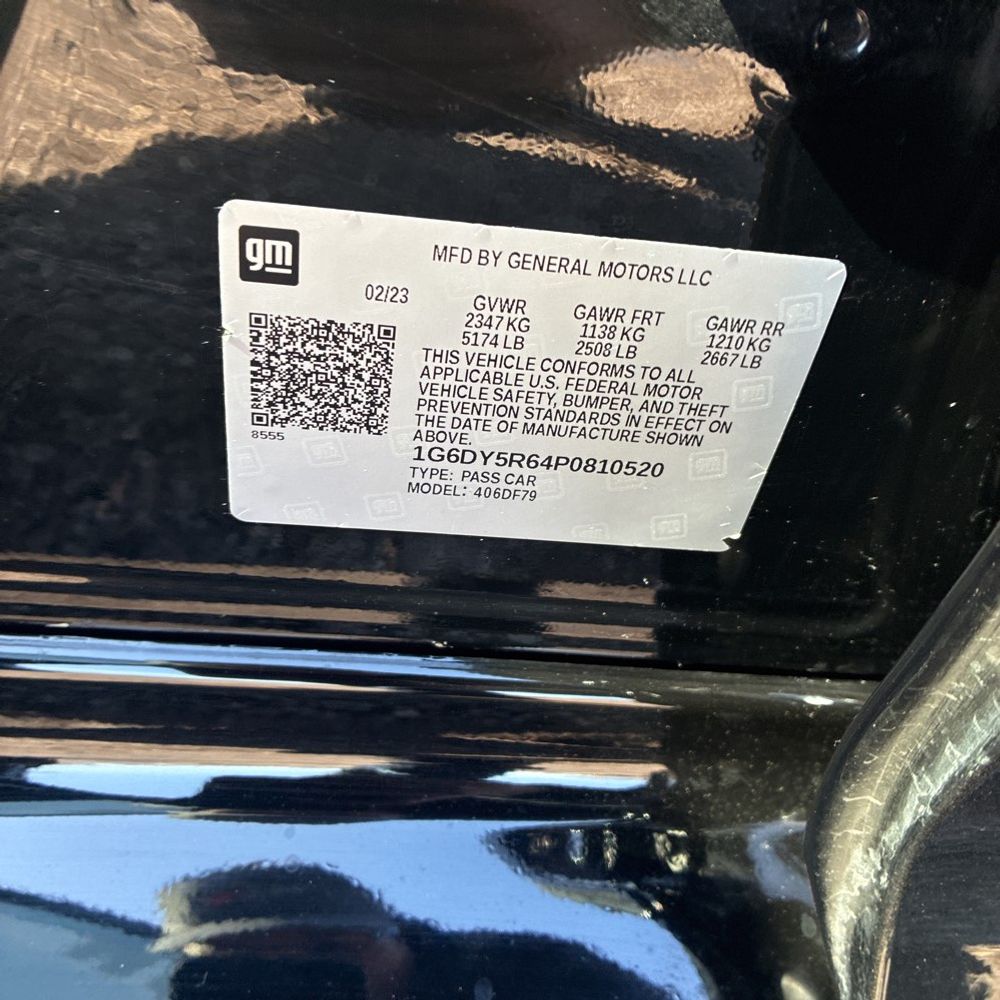 gm
MFD BY GENERAL MOTORS LLC
02/23
GVWR
2347 KG
5174 LB
GAWR FRT
1138 KG
2508 LB
GAWR RR
1210 KG
2667 LB
THIS VEHICLE CONFORMS TO ALL
APPLICABLE U.S. FEDERAL MOTOR
VEHICLE SAFETY, BUMPER, AND THEFT
PREVENTION STANDARDS IN EFFECT ON
THE DATE OF MANUFACTURE SHOWN
ABOVE.
8555
1G6DY5R64P0810520
TYPE: PASS CAR
MODEL: 406DF79